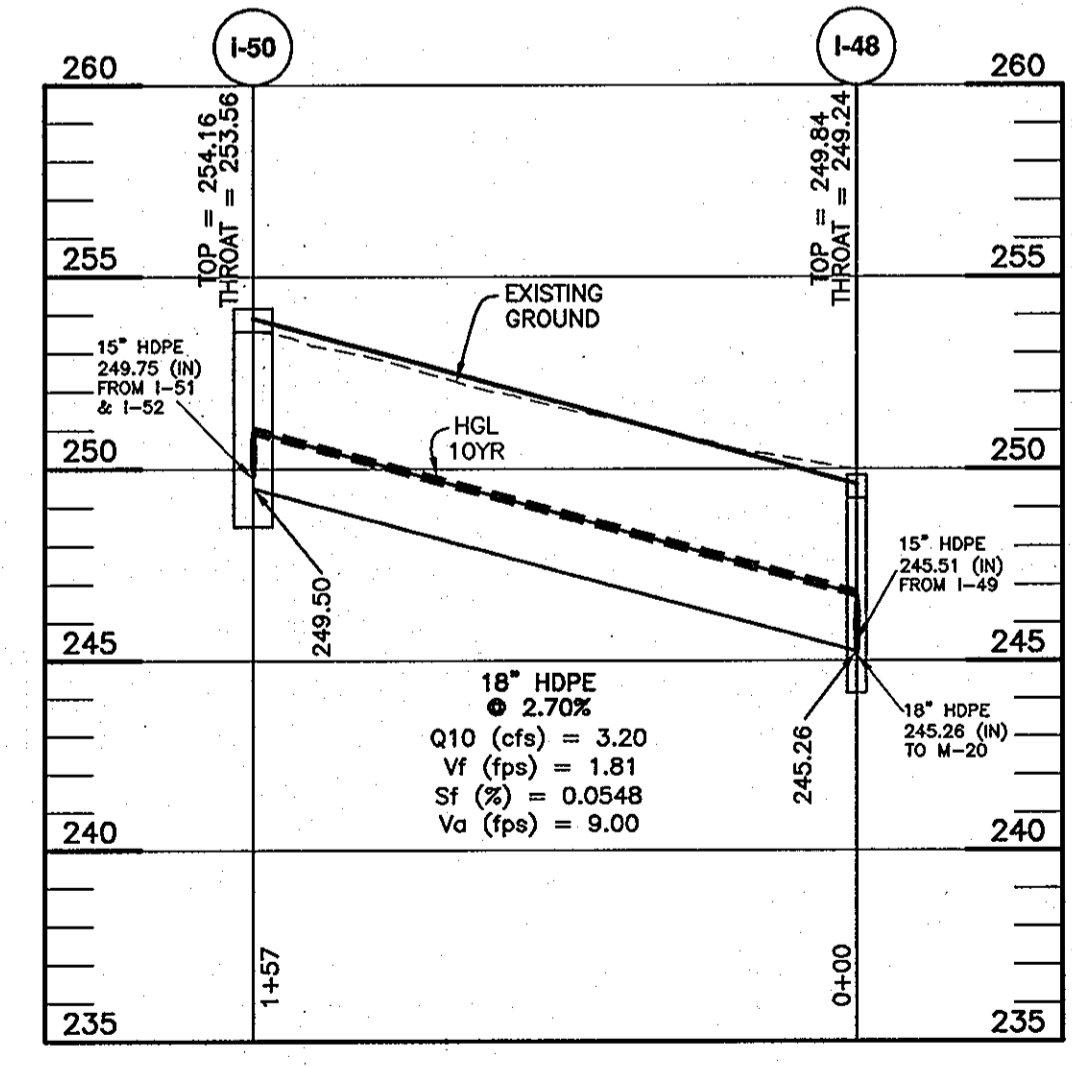 I-50
I-48
260
260
TOP = 254.16
THROAT = 253.56
TOP = 249.84
THROAT = 249.24
255
255
EXISTING
GROUND
15" HDPE
249.75 (IN)
FROM I-51
& I-52
HGL
10YR
250
250
15" HDPE
245.51 (IN)
FROM I-49
249.50
245
245
18" HDPE
@ 2.70%
Q10 (cfs) = 3.20
Vf (fps) = 1.81
Sf (%) = 0.0548
Va (fps) = 9.00
245.26
18" HDPE
245.26 (IN)
TO M-20
240
240
1+57
0+00
235
235